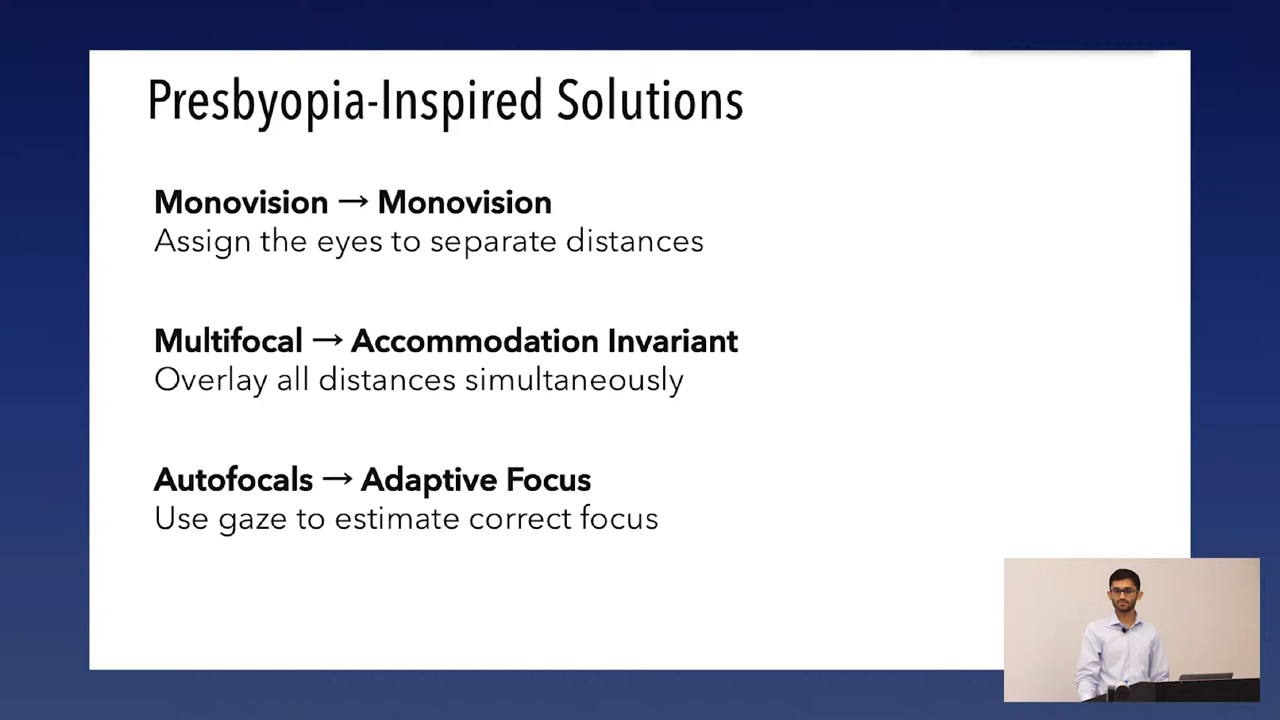 Presbyopia-Inspired Solutions
Monovision → Monovision
Assign the eyes to separate distances
Multifocal → Accommodation Invariant
Overlay all distances simultaneously
Autofocals → Adaptive Focus
Use gaze to estimate correct focus